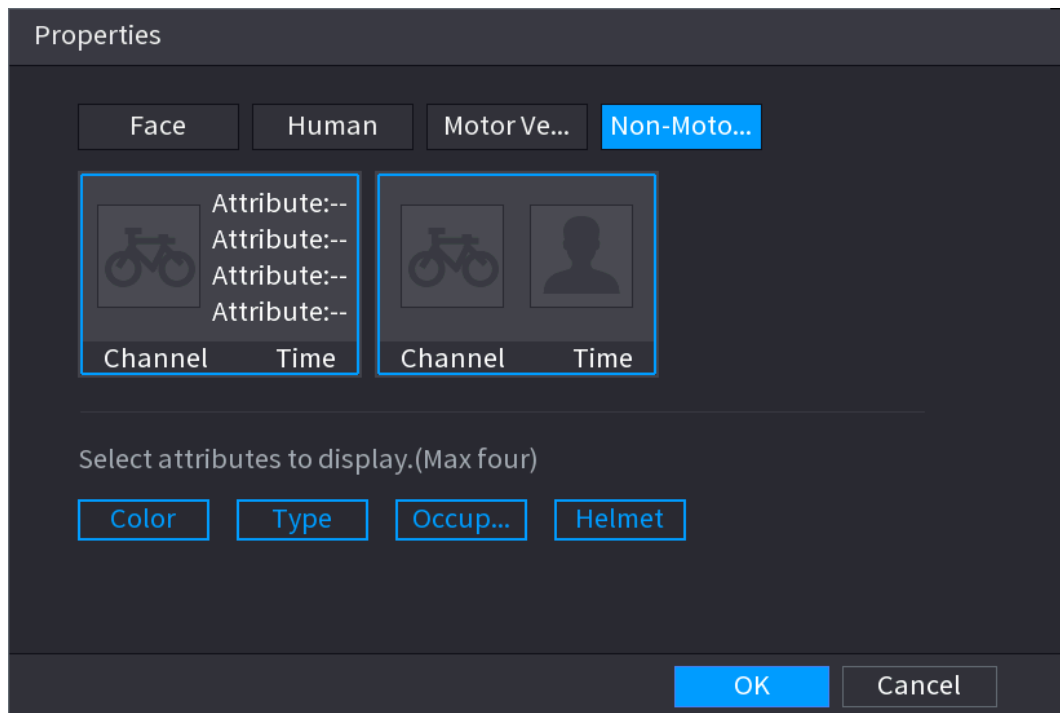 Properties
Face Human Motor Ve... Non-Moto...
Attribute:--
Attribute:--
Attribute:--
Attribute:--
Channel Time Channel Time
Select attributes to display.(Max four)
Color Type Occup... Helmet
OK Cancel